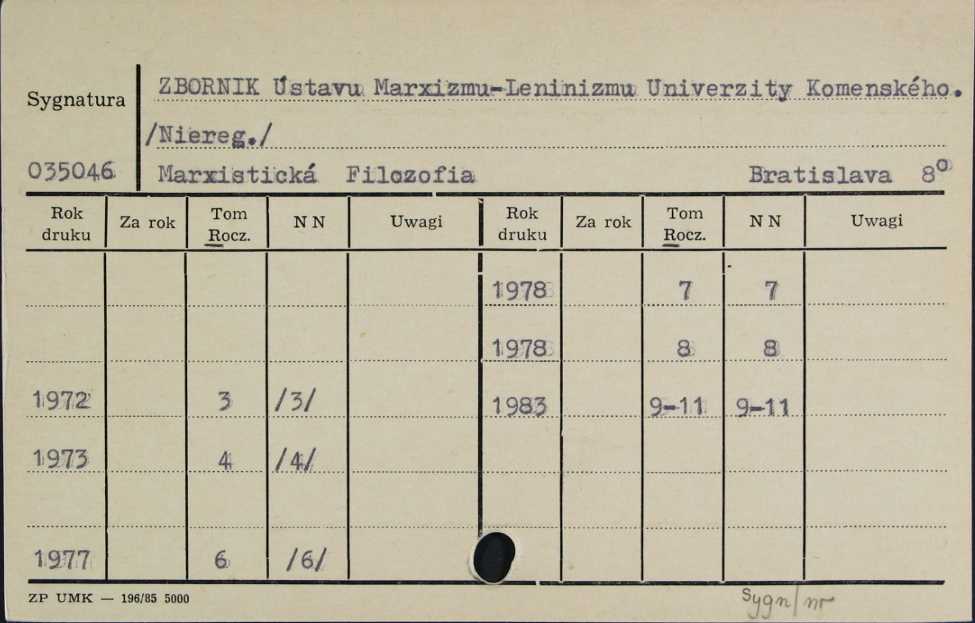 ZBORNIK Ústavu Marxizmu-Leninizmu Univerzity Komenského.
Sygnatura
/Niereg./
035046 Marxistická Filozofia Bratislava 8o
Rok druku Za rok Tom Rocz. N N Uwagi Rok druku Za rok Tom Rocz. N N Uwagi
1978 7 7
1978 8 8
1972 3 /3/ 1983 9-11 9-11
1973 4 /4/
1977 6 /6/
ZP UMK — 196/85 5000
sygn/nr